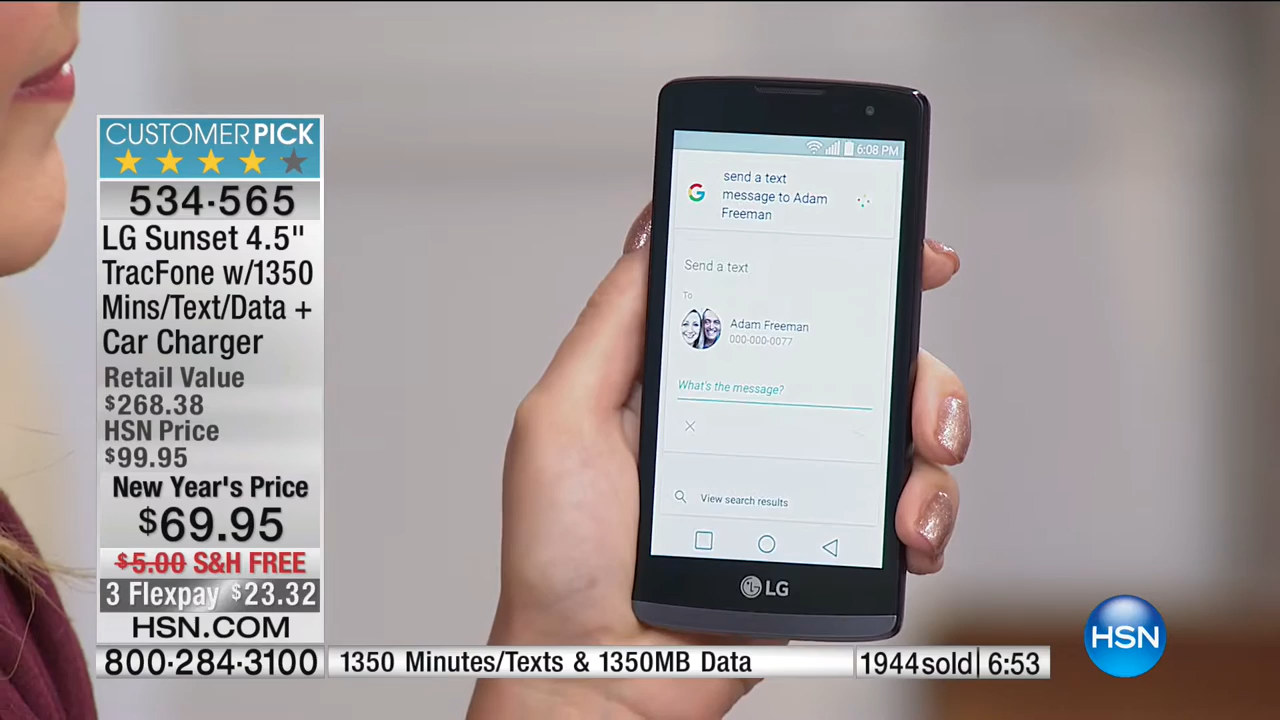 CUSTOMERPICK
534-565
LG Sunset 4.5"
TracFone w/1350
Mins/Text/Data +
Car Charger
Retail Value
$268.38
HSN Price
$99.95
New Year's Price
$69.95
$5.00 S&H FREE
3 Flexpay $23.32
HSN.COM
800-284-3100
1350 Minutes/Texts & 1350MB Data
1944 sold
6:53
6:08 PM
G
send a text
message to Adam
Freeman
Send a text
To
Adam Freeman
000-000-0077
What's the message?
View search results
LG
HSN